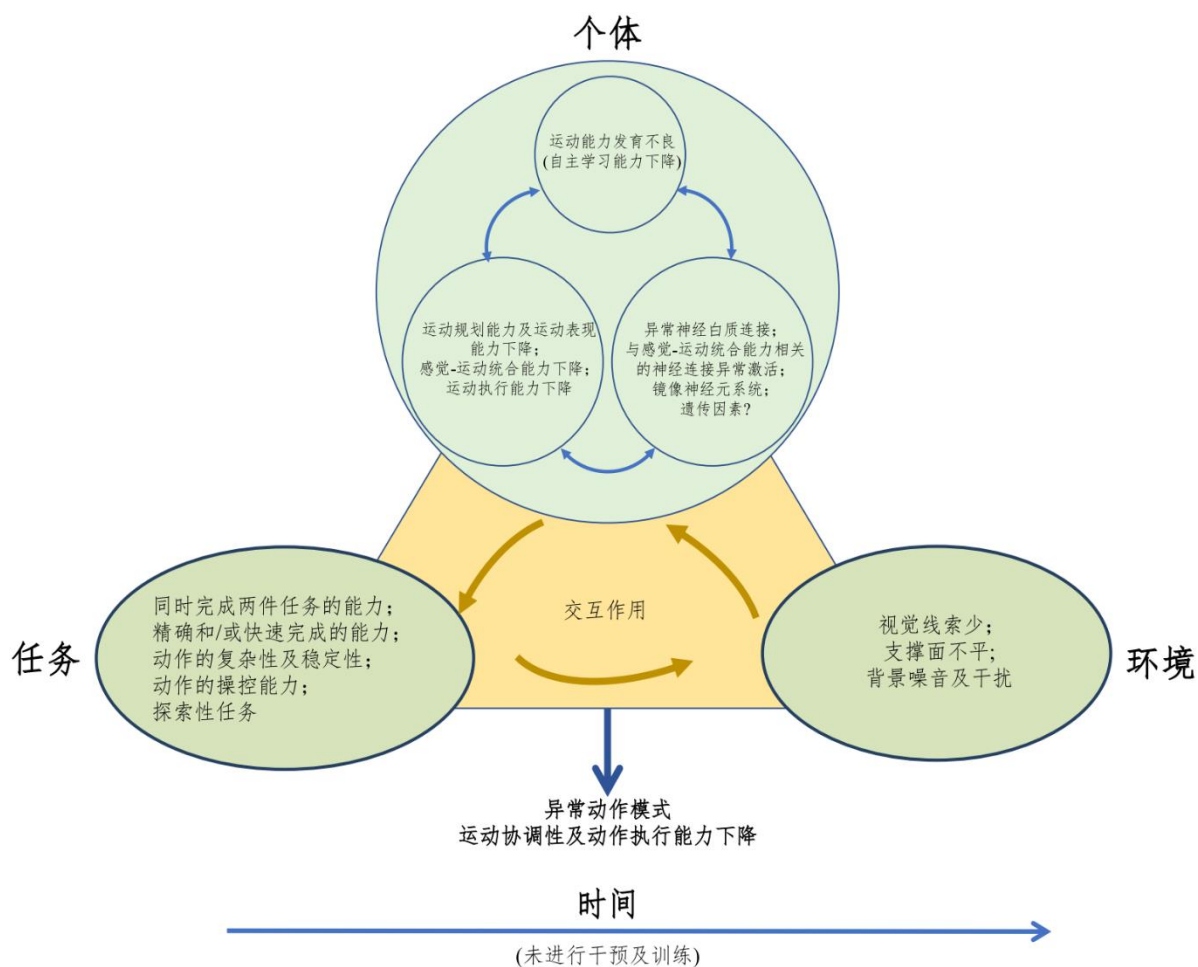 个体
运动能力发育不良
(自主学习能力下降)
运动规划能力及运动表现
能力下降;
感觉-运动统合能力下降;
运动执行能力下降
异常神经白质连接;
与感觉-运动统合能力相关
的神经连接异常激活;
镜像神经元系统;
遗传因素?
任务
同时完成两件任务的能力;
精确和/或快速完成的能力;
动作的复杂性及稳定性;
动作的操控能力;
探索性任务
交互作用
视觉线索少;
支撑面不平;
背景噪音及干扰
环境
异常动作模式
运动协调性及动作执行能力下降
时间
(未进行干预及训练)